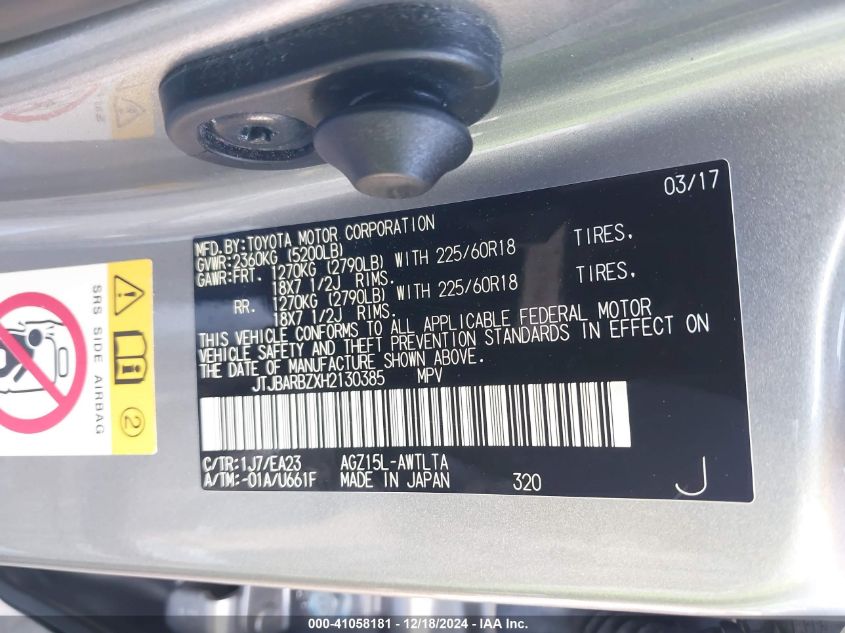 03/17
MFD.BY:TOYOTA MOTOR CORPORATION
GVWR:2360KG (5200LB)
GAWR:FRT. 1270KG (2790LB) WITH 225/60R18 TIRES,
18X7 1/2J RIMS.
RR. 1270KG (2790LB) WITH 225/60R18 TIRES,
18X7 1/2J RIMS.
THIS VEHICLE CONFORMS TO ALL APPLICABLE FEDERAL MOTOR
VEHICLE SAFETY AND THEFT PREVENTION STANDARDS IN EFFECT ON
THE DATE OF MANUFACTURE SHOWN ABOVE.
JTJBARBZXH2130385 MPV
C/TR:1J7/EA23 AGZ15L-AWTLTA
A/TM:-01A/U661F MADE IN JAPAN 320 J
SRS SIDE AIRBAG
2
000-41058181 - 12/18/2024 - IAA Inc.